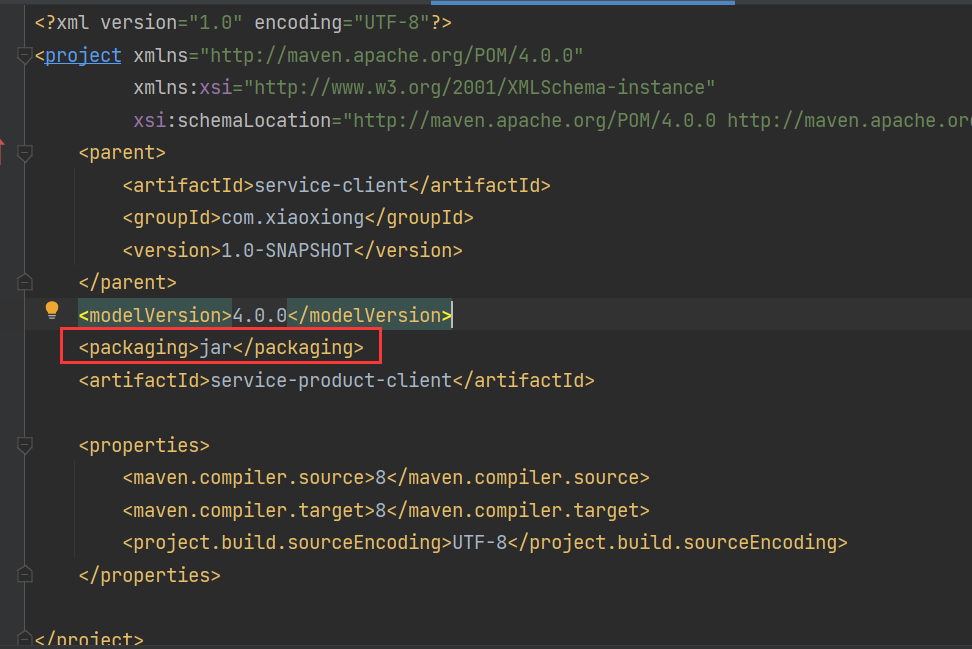 <?xml version="1.0" encoding="UTF-8"?>
<project xmlns="http://maven.apache.org/POM/4.0.0"
xmlns:xsi="http://www.w3.org/2001/XMLSchema-instance"
xsi:schemaLocation="http://maven.apache.org/POM/4.0.0 http://maven.apache.org
<parent>
<artifactId>service-client</artifactId>
<groupId>com.xiaoxiong</groupId>
<version>1.0-SNAPSHOT</version>
</parent>
<modelVersion>4.0.0</modelVersion>
<packaging>jar</packaging>
<artifactId>service-product-client</artifactId>
<properties>
<maven.compiler.source>8</maven.compiler.source>
<maven.compiler.target>8</maven.compiler.target>
<project.build.sourceEncoding>UTF-8</project.build.sourceEncoding>
</properties>
</project>